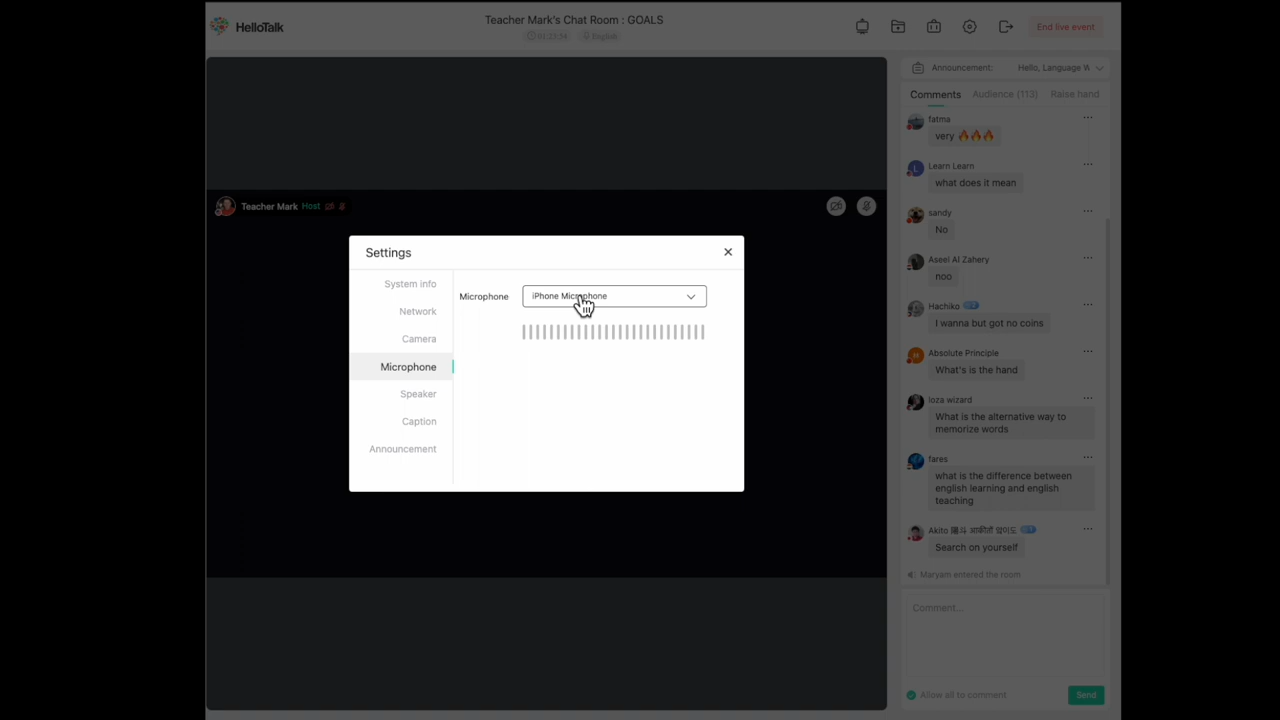 HelloTalk
Teacher Mark's Chat Room : GOALS
01:23:34
English
End live event
Announcement:
Hello, Language W
Comments
Audience (113)
Raise hand
fatma
very 🔥🔥🔥
Learn Learn
what does it mean
sandy
No
Aseel Al Zahery
noo
Hachiko
I wanna but got no coins
Absolute Principle
What's is the hand
loza wizard
What is the alternative way to
memorize words
fares
what is the difference between
english learning and english
teaching
Akito
Search on yourself
Maryam entered the room
Comment...
Allow all to comment
Send
Teacher Mark Host
Settings
System info
Network
Camera
Microphone
Speaker
Caption
Announcement
Microphone
iPhone Microphone